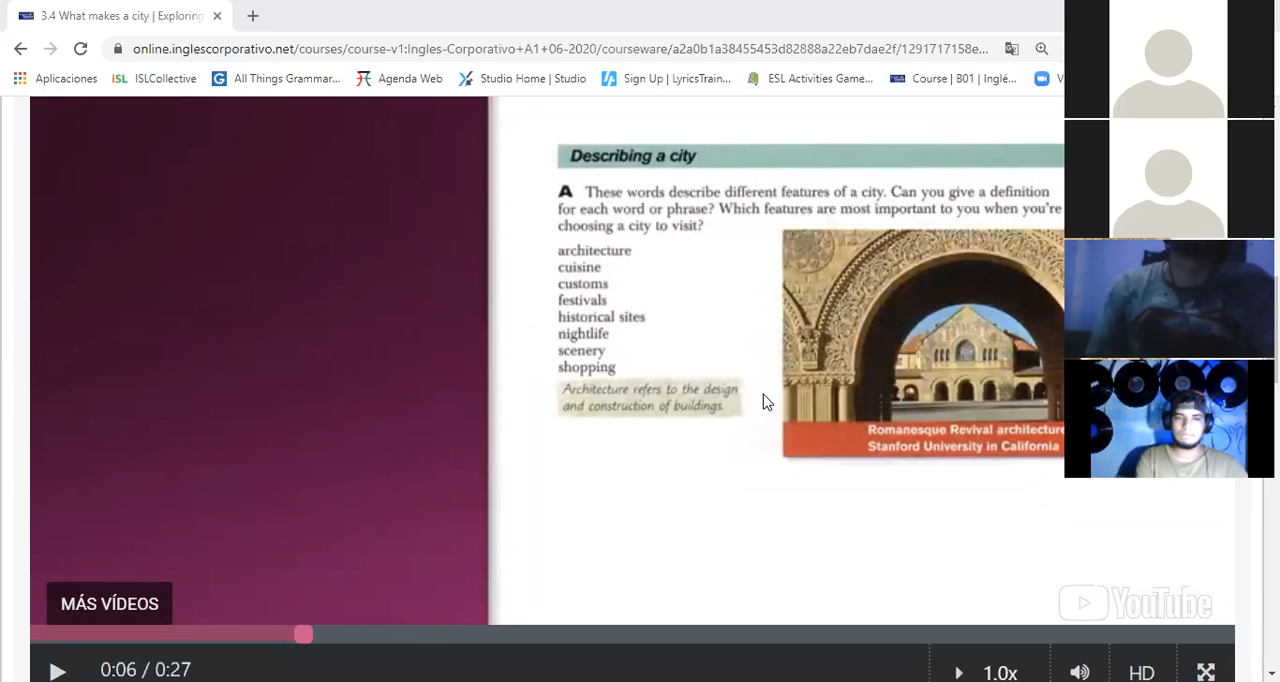 3.4 What makes a city | Exploring
online.inglescorporativo.net/courses/course-v1:Ingles-Corporativo+A1+06-2020/courseware/a2a0b1a38455453d82888a22eb7dae2f/1291717158e...
Aplicaciones iSL ISLCollective All Things Grammar... Agenda Web Studio Home | Studio Sign Up | LyricsTrain... ESL Activities Game... Course | B01 | Inglé... V
Describing a city
A These words describe different features of a city. Can you give a definition
for each word or phrase? Which features are most important to you when you're
choosing a city to visit?
architecture
cuisine
customs
festivals
historical sites
nightlife
scenery
shopping
Architecture refers to the design
and construction of buildings.
Romanesque Revival architecture
Stanford University in California
MÁS VÍDEOS
YouTube
0:06 / 0:27
1.0x
HD